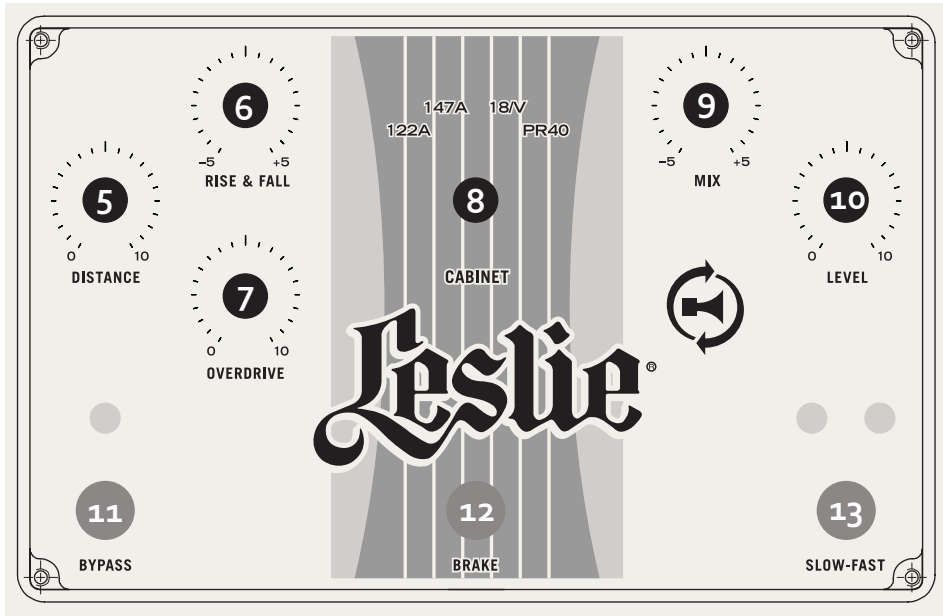 6
-5 +5
RISE & FALL
147A 18/V
122A PR40
9
-5 +5
MIX
5
0 10
DISTANCE
8
CABINET
10
0 10
LEVEL
7
0 10
OVERDRIVE
Leslie®
11
BYPASS
12
BRAKE
13
SLOW-FAST